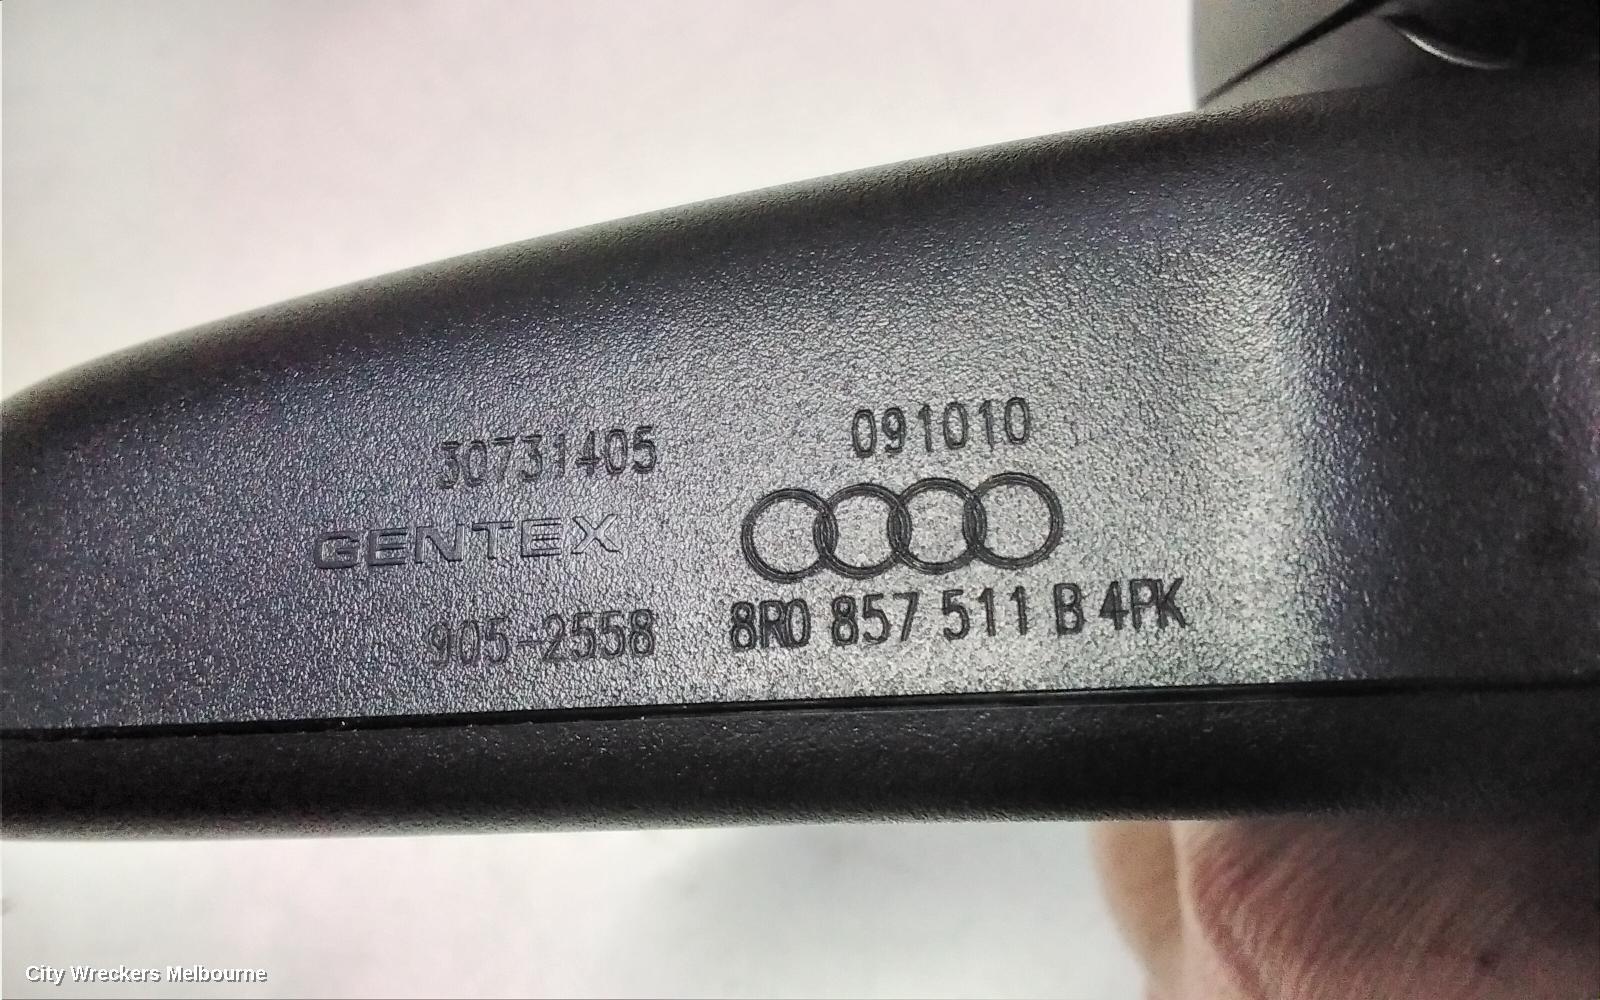 30731405
GENTEX
905-2558
091010
8R0 857 511 B 4PK
City Wreckers Melbourne